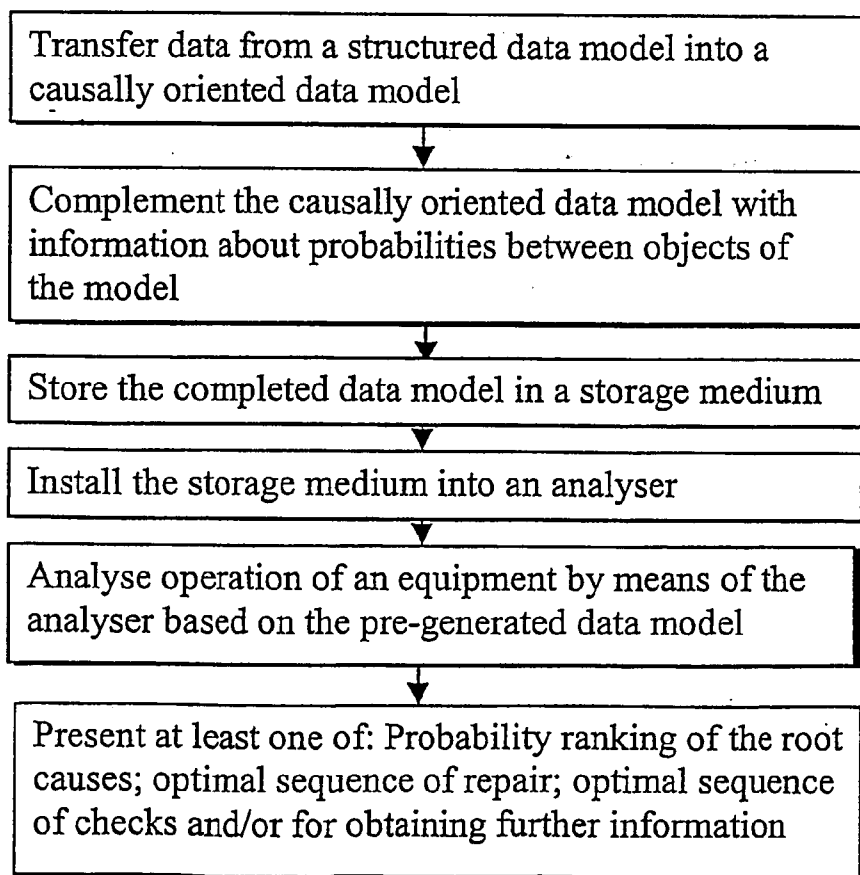 Transfer data from a structured data model into a
causally oriented data model
Complement the causally oriented data model with
information about probabilities between objects of
the model
Store the completed data model in a storage medium
Install the storage medium into an analyser
Analyse operation of an equipment by means of the
analyser based on the pre-generated data model
Present at least one of: Probability ranking of the root
causes; optimal sequence of repair; optimal sequence
of checks and/or for obtaining further information